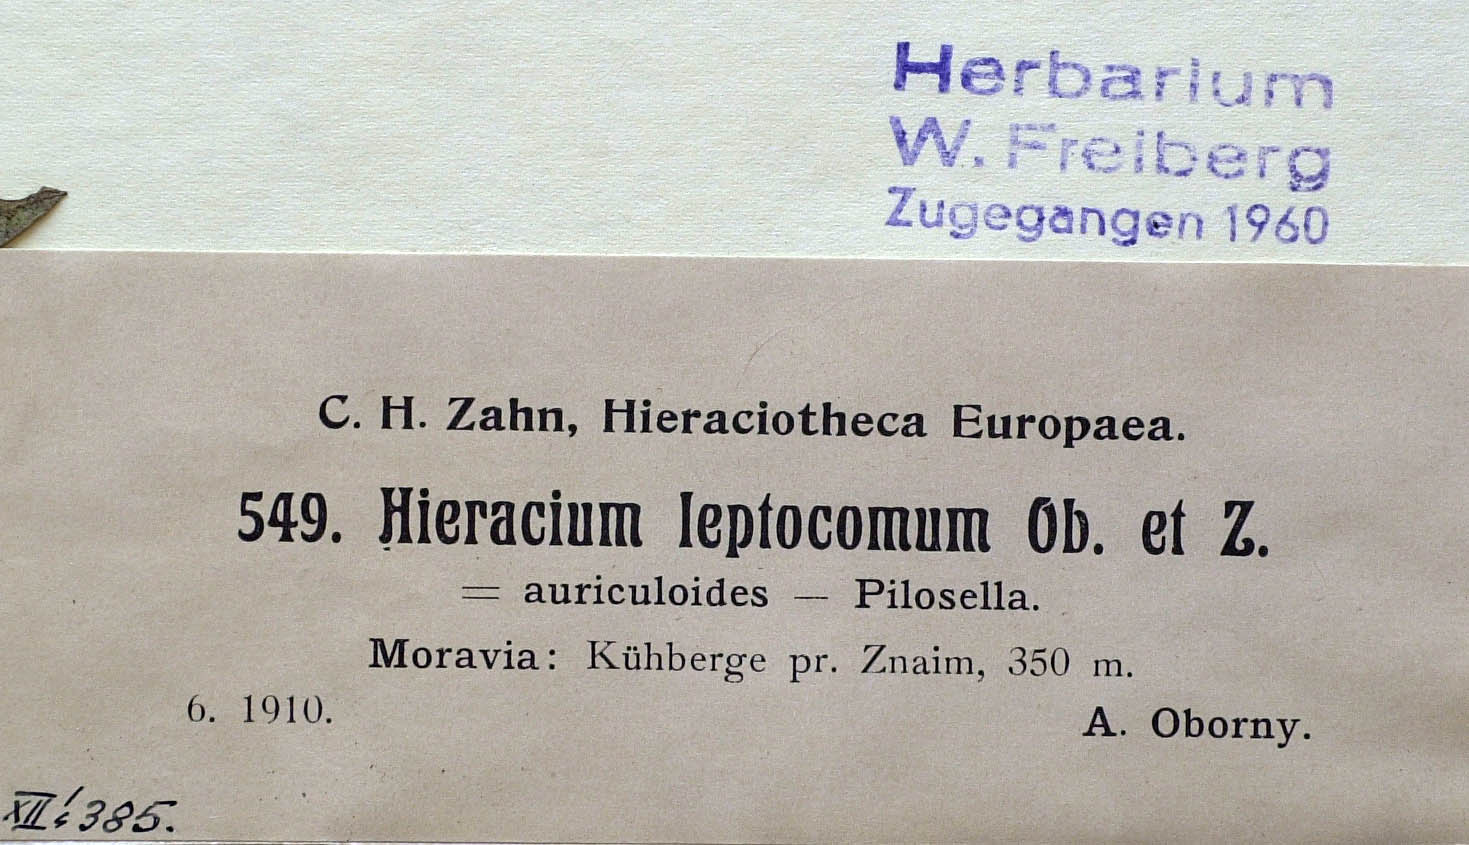 Herbarium
W. Freiberg
Zugegangen 1960
C. H. Zahn, Hieraciotheca Europaea.
549. Hieracium leptocomum Ob. et Z.
= auriculoides — Pilosella.
Moravia: Kühberge pr. Znaim, 350 m.
6. 1910.
A. Oborny.
XII/ 385.